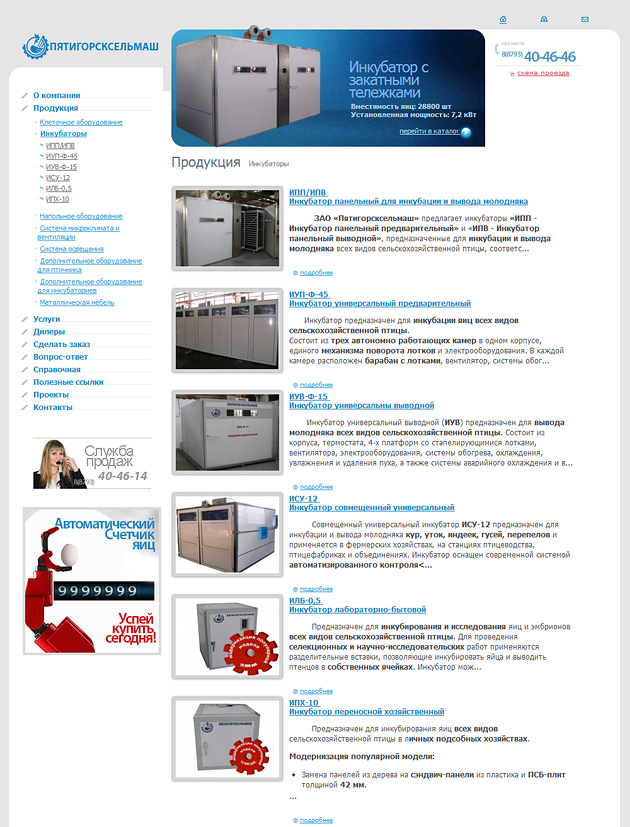 ПЯТИГОРСКСЕЛЬМАШ
Инкубатор с
закатными
тележками
Вместимость яиц: 28800 шт
Установленная мощность: 7,2 кВт
перейти в каталог
звоните
8(8793) 40-46-46
схема проезда
О компании
Продукция
Клеточное оборудование
Инкубаторы
ИПП/ИПВ
ИУП-Ф-45
ИУВ-Ф-15
ИСУ-12
ИЛБ-0,5
ИПХ-10
Напольное оборудование
Система микроклимата и
вентиляции
Система освещения
Дополнительное оборудование
для птичника
Дополнительное оборудование
для инкубаториев
Металлическая мебель
Услуги
Дилеры
Сделать заказ
Вопрос-ответ
Справочная
Полезные ссылки
Проекты
Контакты
Служба
продаж
8(8793) 40-46-14
Автоматический
Счетчик
яиц
9999999
Успей
купить
сегодня!
Продукция Инкубаторы
ИПП/ИПВ
Инкубатор панельный для инкубации и вывода молодняка
ЗАО «Пятигорсксельмаш» предлагает инкубаторы «ИПП -
Инкубатор панельный предварительный» и «ИПВ - Инкубатор
панельный выводной», предназначенные для инкубации и вывода
молодняка всех видов сельскохозяйственной птицы, соответс...
подробнее
ИУП-Ф-45
Инкубатор универсальный предварительный
Инкубатор предназначен для инкубации яиц всех видов
сельскохозяйственной птицы.
Состоит из трех автономно работающих камер в одном корпусе,
единого механизма поворота лотков и электрооборудования. В каждой
камере расположен барабан с лотками, вентилятор, системы обог...
подробнее
ИУВ-Ф-15
Инкубатор универсальны выводной
Инкубатор универсальный выводной (ИУВ) предназначен для вывода
молодняка всех видов сельскохозяйственной птицы. Состоит из
корпуса, термостата, 4-х платформ со стапелирующимися лотками,
вентилятора, электрооборудования, системы обогрева, охлаждения,
увлажнения и удаления пуха, а также системы аварийного охлаждения и в...
подробнее
ИСУ-12
Инкубатор совмещенный универсальный
Совмещенный универсальный инкубатор ИСУ-12 предназначен для
инкубации и вывода молодняка кур, уток, индеек, гусей, перепелов и
применяется в фермерских хозяйствах, на станциях птицеводства,
птицефабриках и объединениях. Инкубатор оснащен современной системой
автоматизированного контроля<...
подробнее
ИЛБ-0,5
Инкубатор лабораторно-бытовой
Предназначен для инкубирования и исследования яиц и эмбрионов
всех видов сельскохозяйственной птицы. Для проведения
селекционных и научно-исследовательских работ применяются
разделительные вставки, позволяющие инкубировать яйца и выводить
птенцов в собственных ячейках. Инкубатор мож...
подробнее
ИПХ-10
Инкубатор переносной хозяйственный
Предназначен для инкубирования яиц всех видов
сельскохозяйственной птицы в личных подсобных хозяйствах.
Модернизация популярной модели:
Замена панелей из дерева на сэндвич-панели из пластика и ПСБ-плит
толщиной 42 мм.
...
подробнее